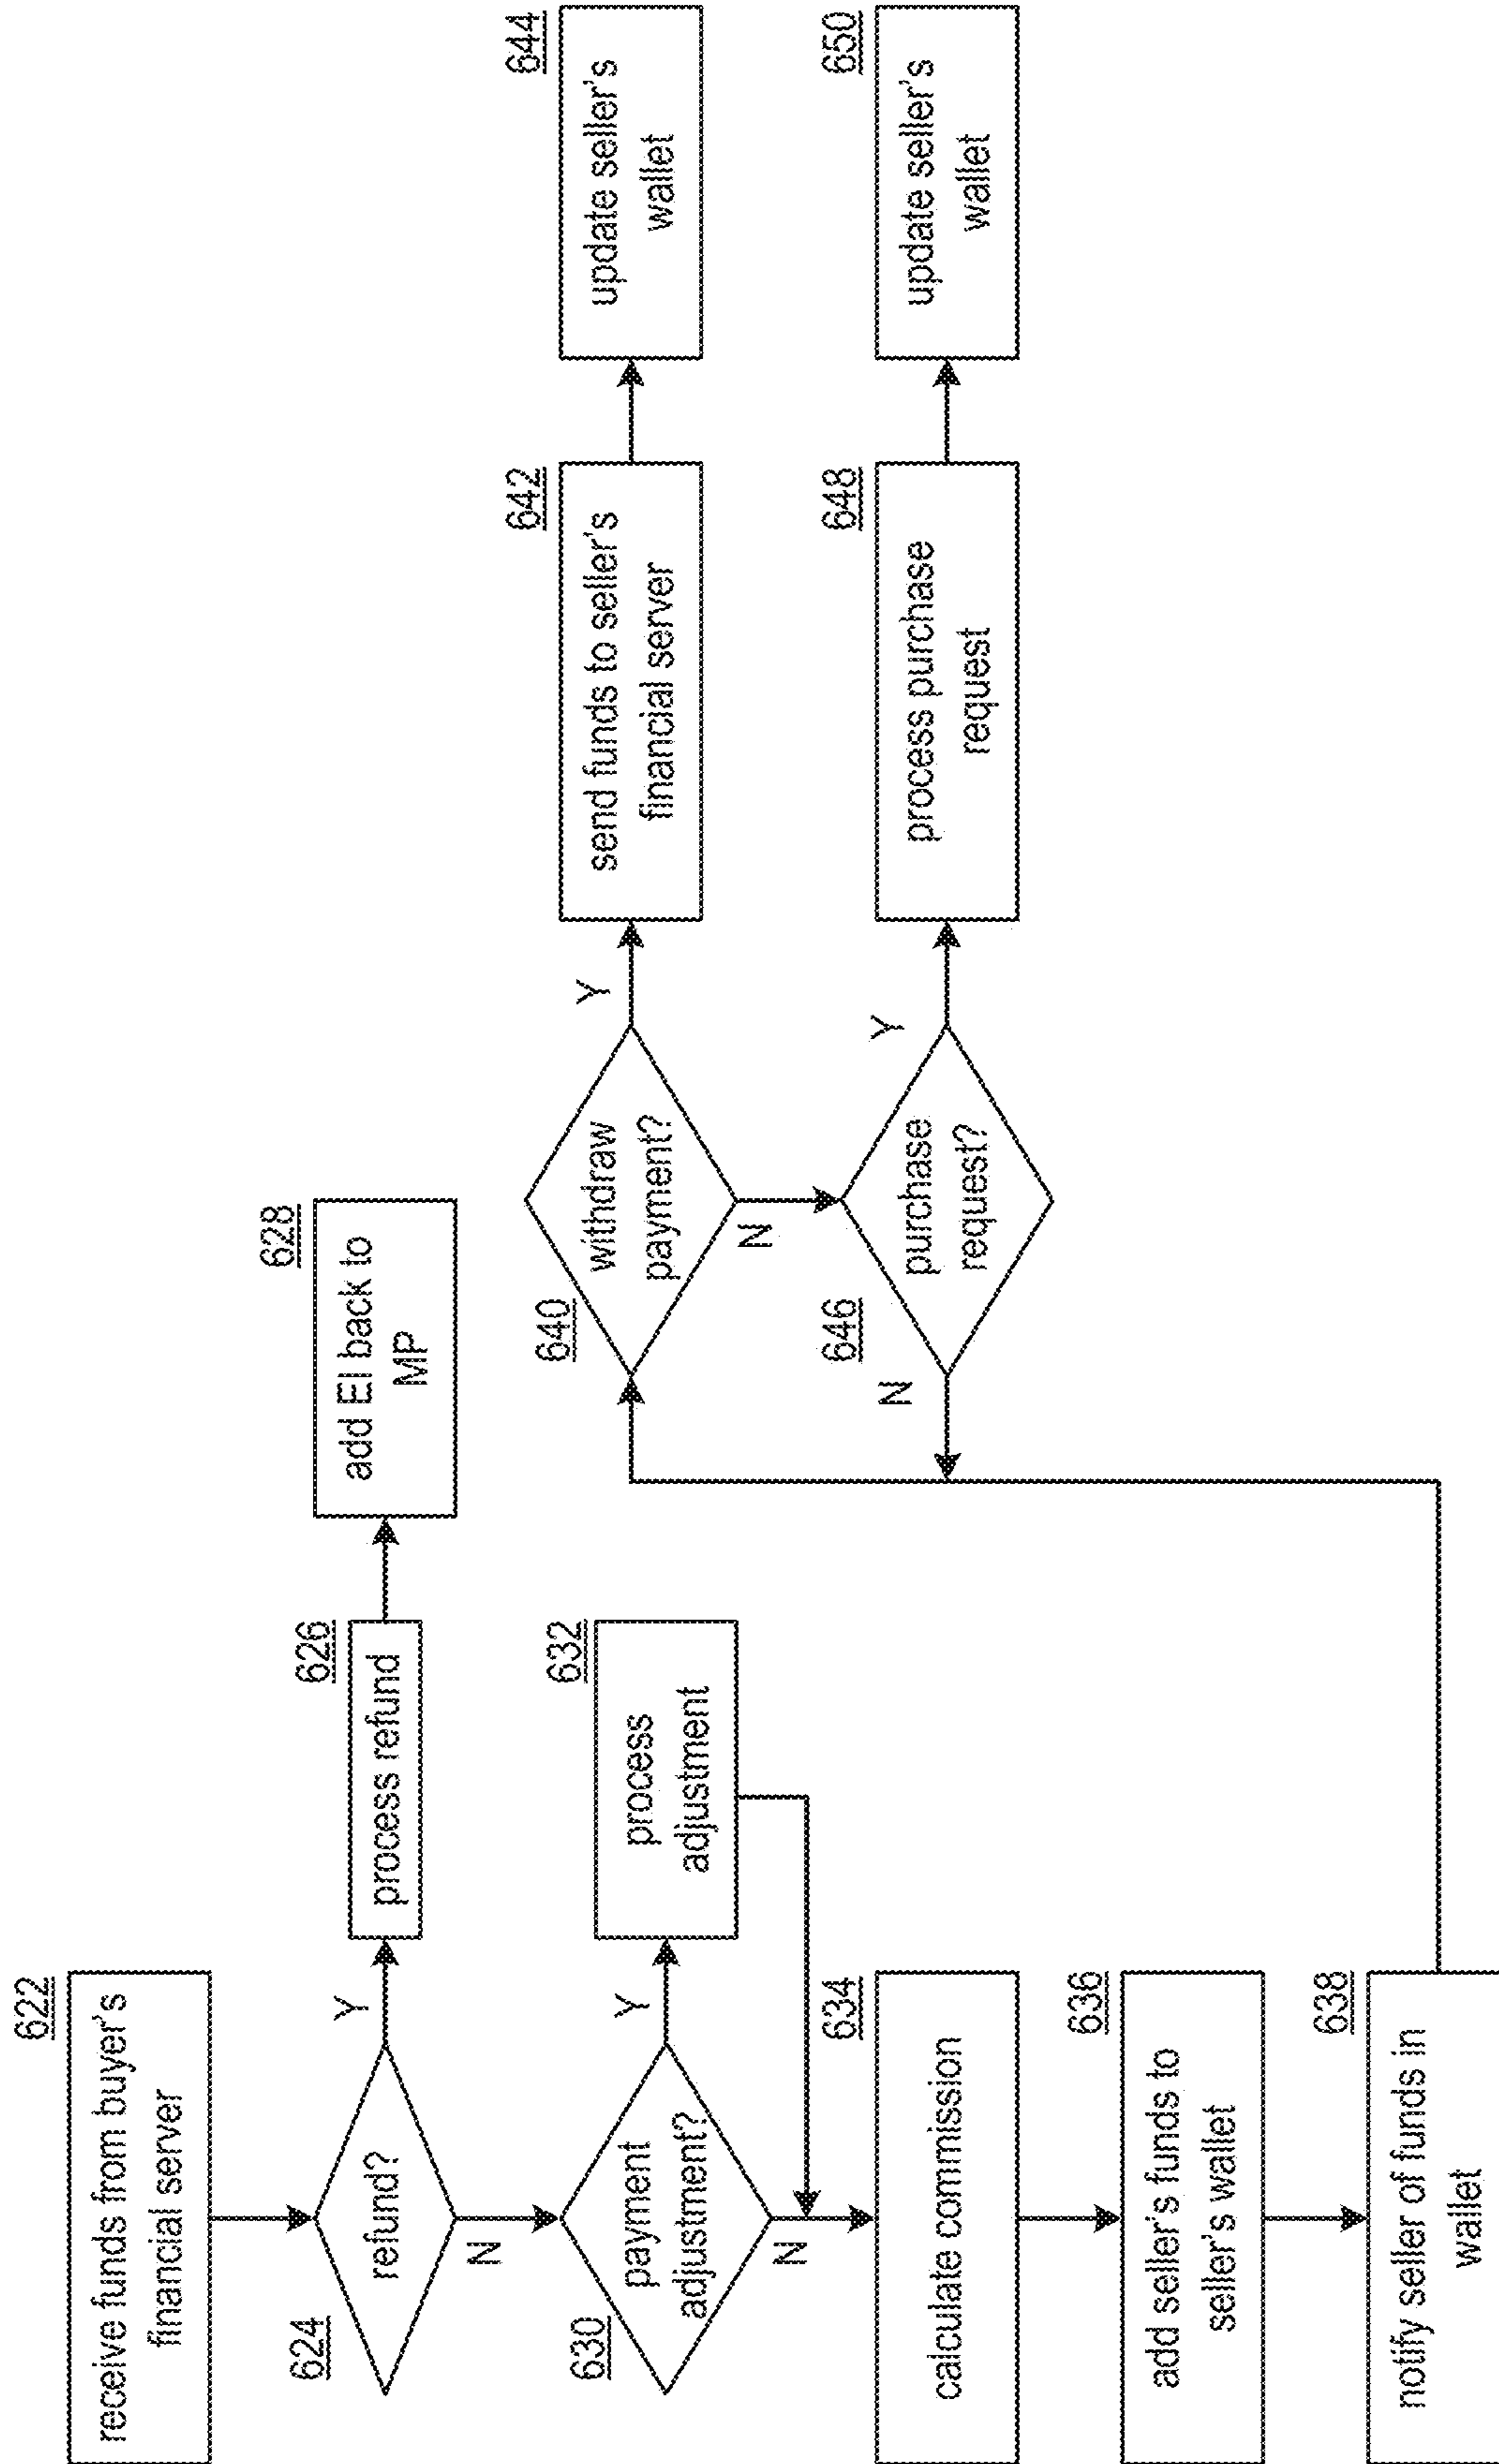 622
receive funds from buyer's
financial server
624
refund?
Y
N
626
process refund
628
add EI back to
MP
630
payment
adjustment?
Y
N
632
process
adjustment
634
calculate commission
636
add seller's funds to
seller's wallet
638
notify seller of funds in
wallet
640
withdraw
payment?
Y
N
642
send funds to seller's
financial server
644
update seller's
wallet
646
purchase
request?
Y
N
648
process purchase
request
650
update seller's
wallet